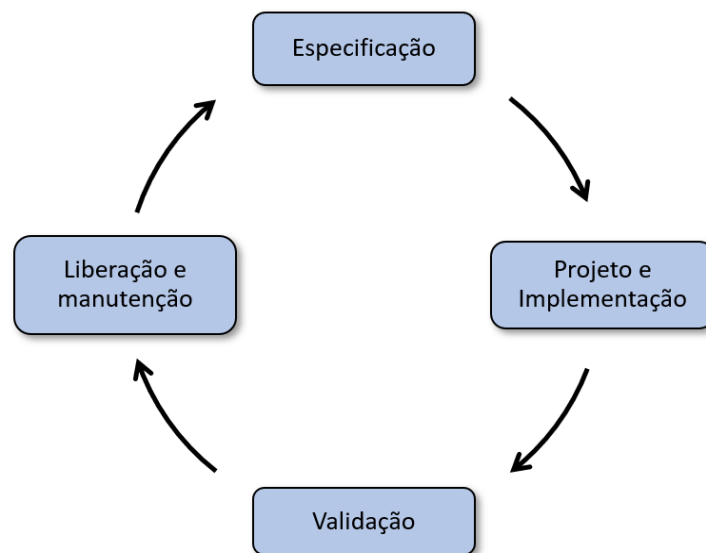 Especificação
Liberação e
manutenção
Projeto e
Implementação
Validação